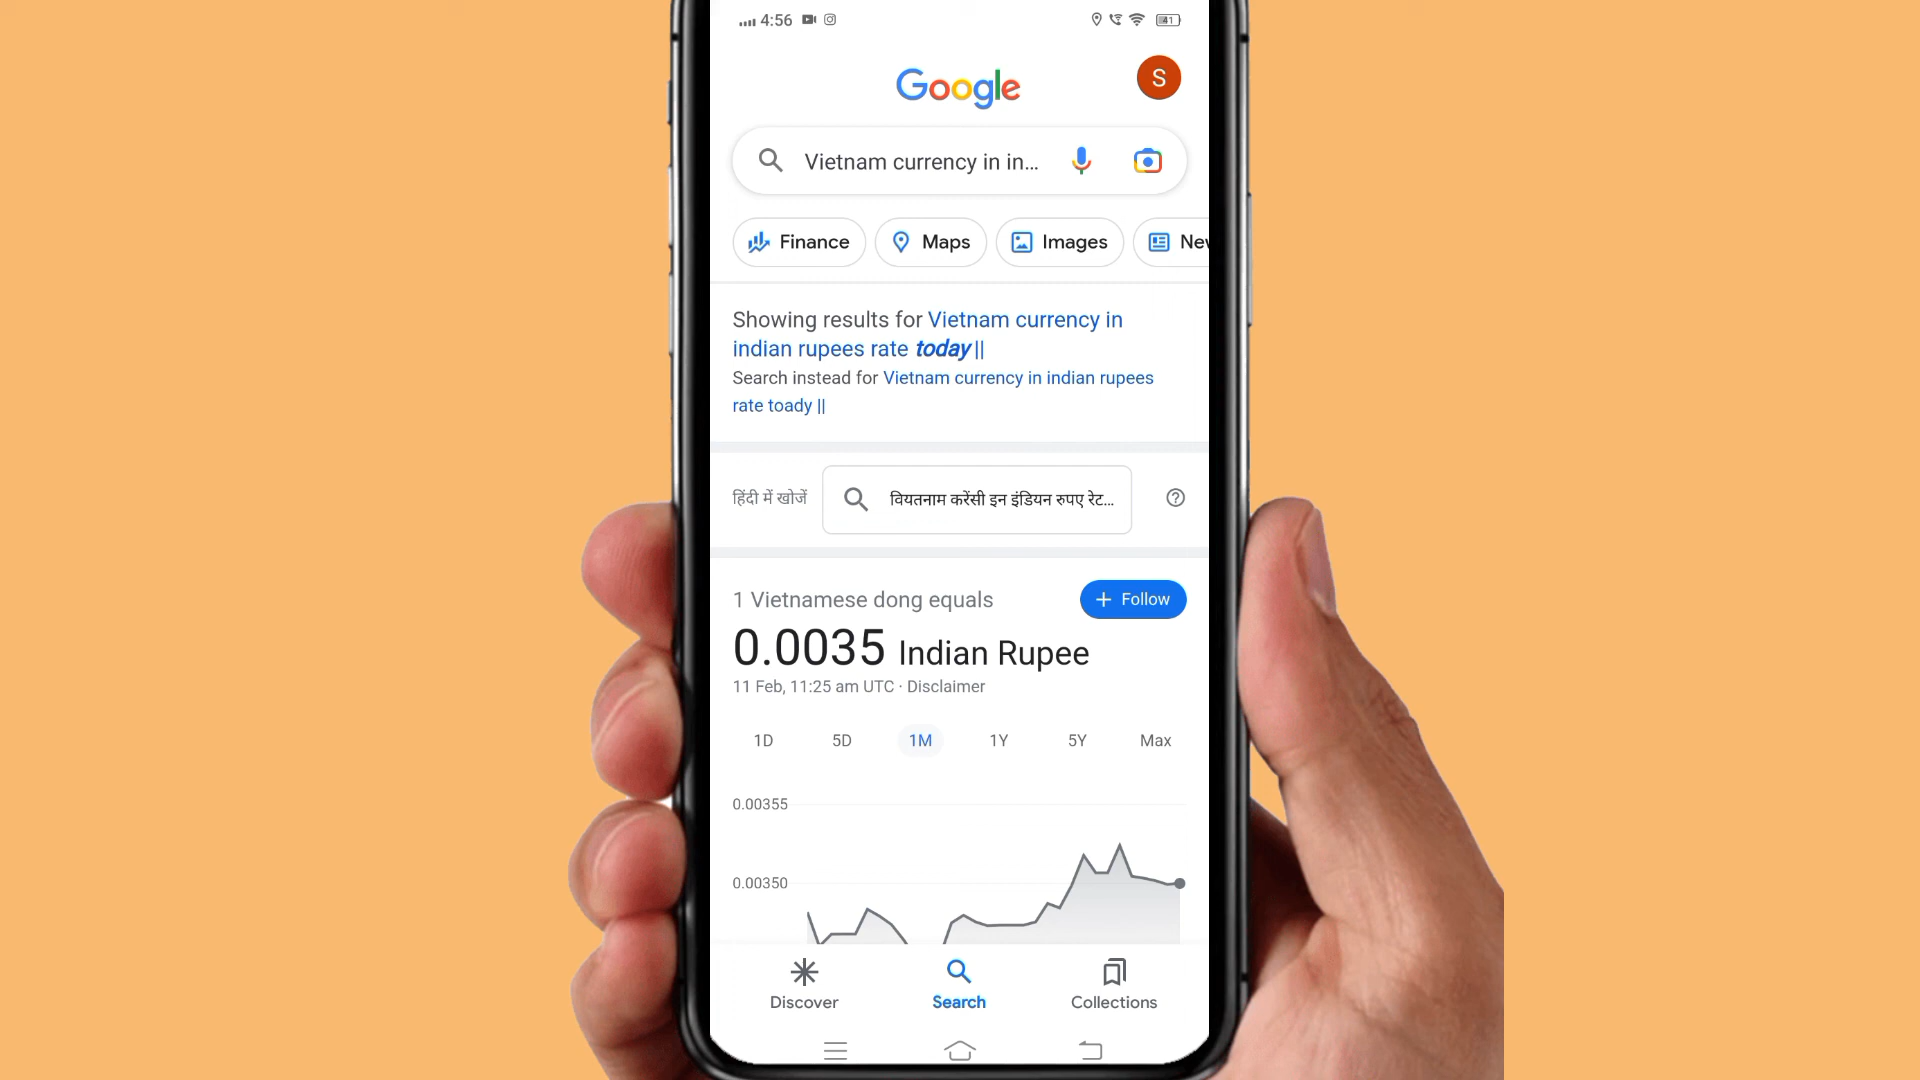 4:56
41
Google
S
Vietnam currency in in...
Finance
Maps
Images
Nev
Showing results for Vietnam currency in
indian rupees rate today ||
Search instead for Vietnam currency in indian rupees
rate toady ||
हिंदी में खोजें
वियतनाम करेंसी इन इंडियन रुपए रेट...
1 Vietnamese dong equals
+ Follow
0.0035 Indian Rupee
11 Feb, 11:25 am UTC · Disclaimer
1D 5D 1M 1Y 5Y Max
0.00355
0.00350
Discover
Search
Collections